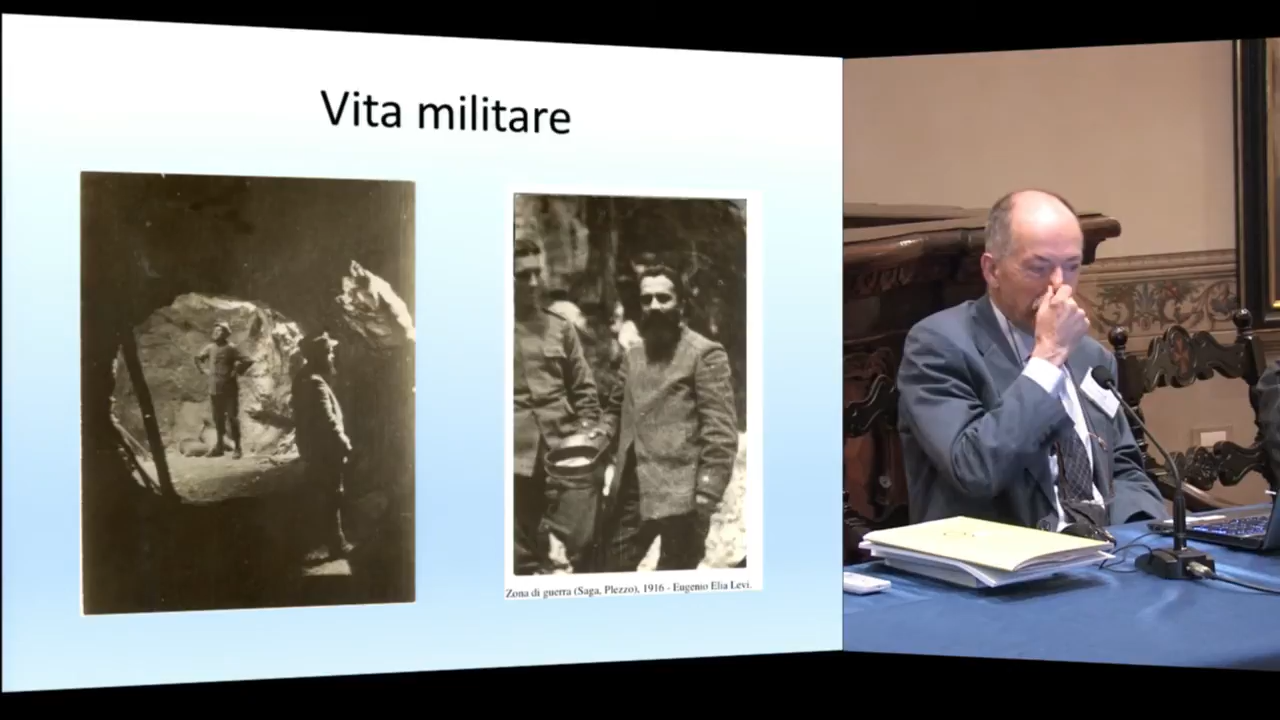 Vita militare
Zona di guerra (Saga, Plezzo), 1916 - Eugenio Elia Levi.